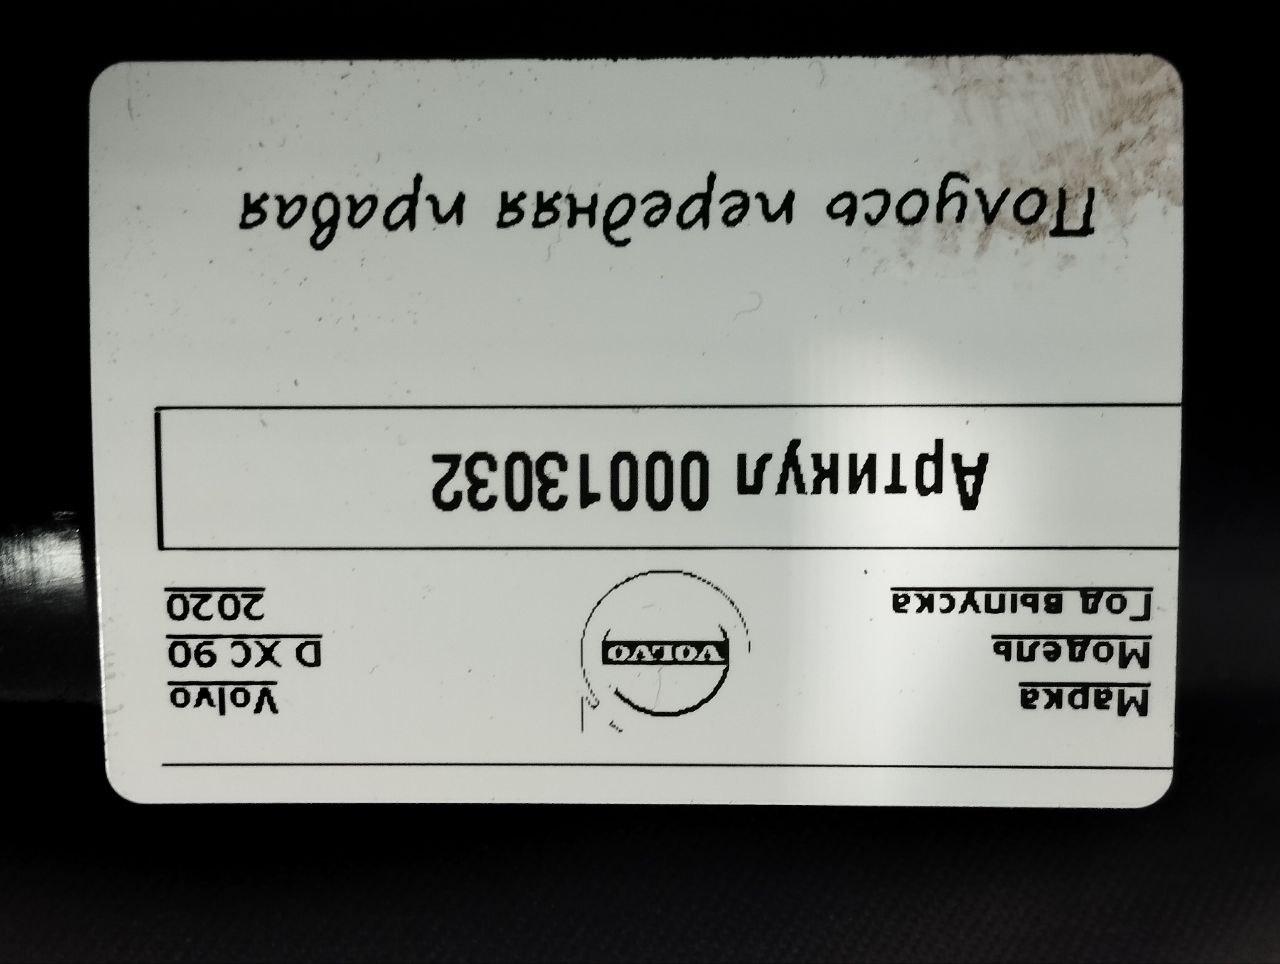 Марка Volvo
Модель D XC 90
Год выпуска 2020
VOLVO
Артикул 00013032
Полуось передняя правая